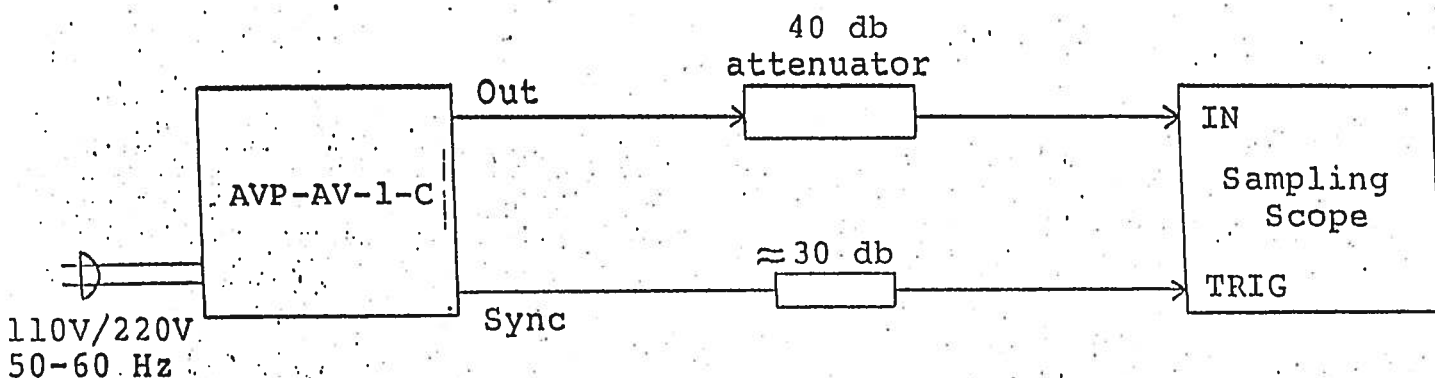 40 db
attenuator
Out
IN
AVP-AV-1-C
Sampling
Scope
≈30 db
TRIG
Sync
110V/220V
50-60 Hz